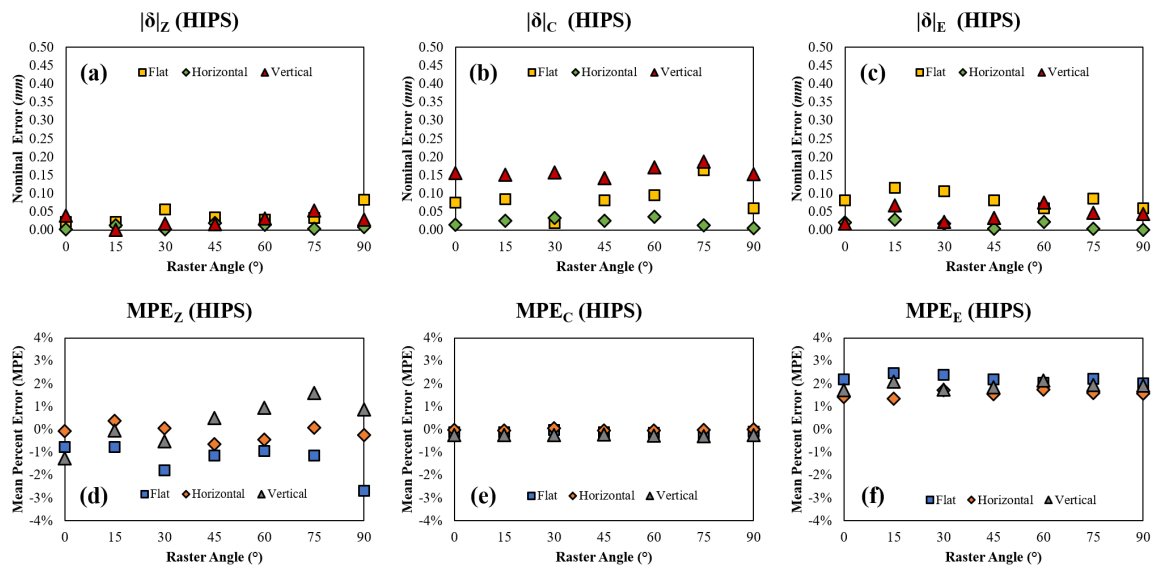 |δ|Z (HIPS)
0.50
0.45
0.40
0.35
0.30
0.25
0.20
0.15
0.10
0.05
0.00
Nominal Error (mm)
(a)
Flat Horizontal Vertical
0 15 30 45 60 75 90
Raster Angle (°)
|δ|C (HIPS)
0.50
0.45
0.40
0.35
0.30
0.25
0.20
0.15
0.10
0.05
0.00
Nominal Error (mm)
(b)
Flat Horizontal Vertical
0 15 30 45 60 75 90
Raster Angle (°)
|δ|E (HIPS)
0.50
0.45
0.40
0.35
0.30
0.25
0.20
0.15
0.10
0.05
0.00
Nominal Error (mm)
(c)
Flat Horizontal Vertical
0 15 30 45 60 75 90
Raster Angle (°)
MPEZ (HIPS)
4%
3%
2%
1%
0%
-1%
-2%
-3%
-4%
Mean Percent Error (MPE)
Flat Horizontal Vertical
(d)
0 15 30 45 60 75 90
Raster Angle (°)
MPEC (HIPS)
4%
3%
2%
1%
0%
-1%
-2%
-3%
-4%
Mean Percent Error (MPE)
Flat Horizontal Vertical
(e)
0 15 30 45 60 75 90
Raster Angle (°)
MPEE (HIPS)
4%
3%
2%
1%
0%
-1%
-2%
-3%
-4%
Mean Percent Error (MPE)
Flat Horizontal Vertical
(f)
0 15 30 45 60 75 90
Raster Angle (°)